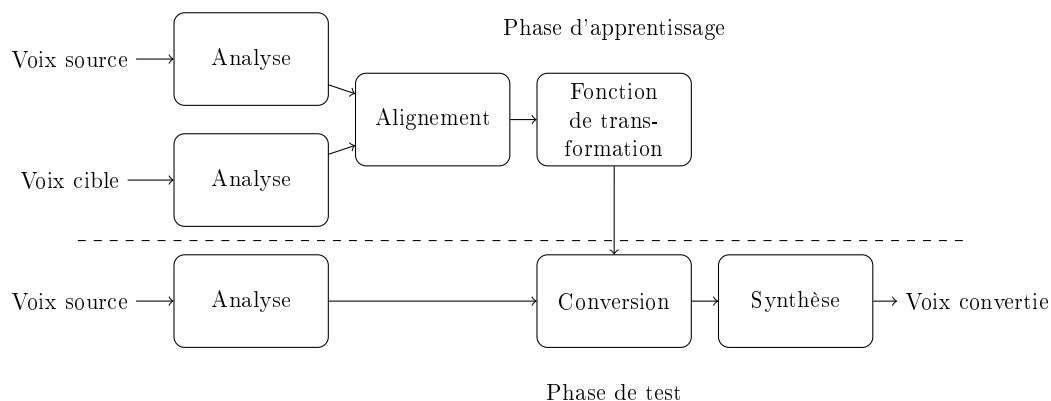 Phase d'apprentissage
Voix source
Analyse
Alignement
Fonction
de trans-
formation
Voix cible
Analyse
Voix source
Analyse
Conversion
Synthèse
Voix convertie
Phase de test